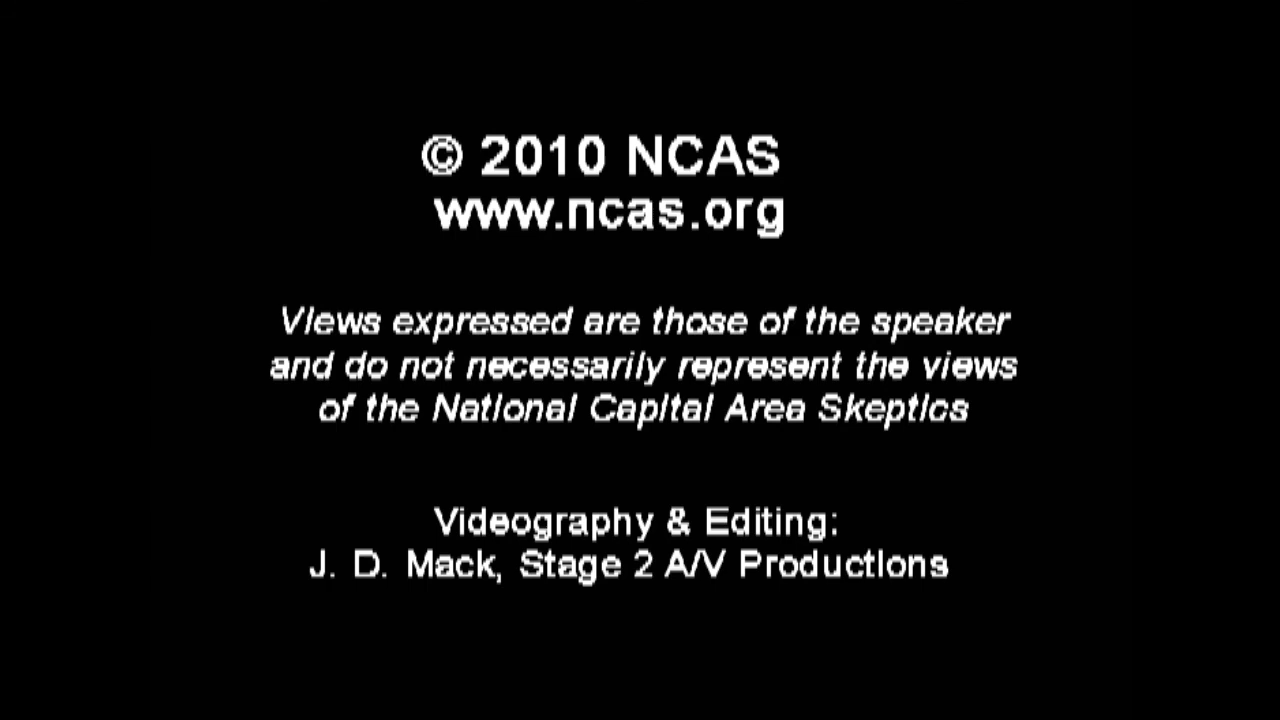 © 2010 NCAS
www.ncas.org
Views expressed are those of the speaker
and do not necessarily represent the views
of the National Capital Area Skeptics
Videography & Editing:
J. D. Mack, Stage 2 A/V Productions